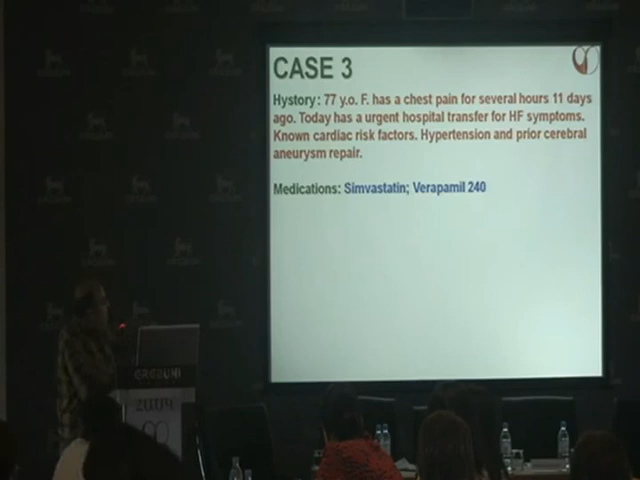 CASE 3
Hystory: 77 y.o. F. has a chest pain for several hours 11 days
ago. Today has a urgent hospital transfer for HF symptoms.
Known cardiac risk factors. Hypertension and prior cerebral
aneurysm repair.
Medications: Simvastatin; Verapamil 240
EREBUNI